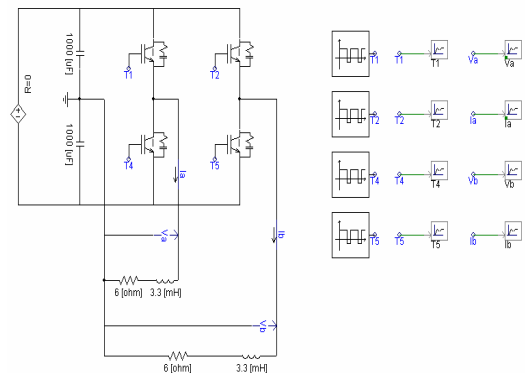 R=0
10000 [uF]
10000 [uF]
T1
T2
T4
T5
Ia
Ib
Va
6 [ohm]
3.3 [mH]
Vb
6 [ohm]
3.3 [mH]
T1 T1 T1 Va Va
T2 T2 T2 Ia Ia
T4 T4 T4 Vb Vb
T5 T5 T5 Ib Ib